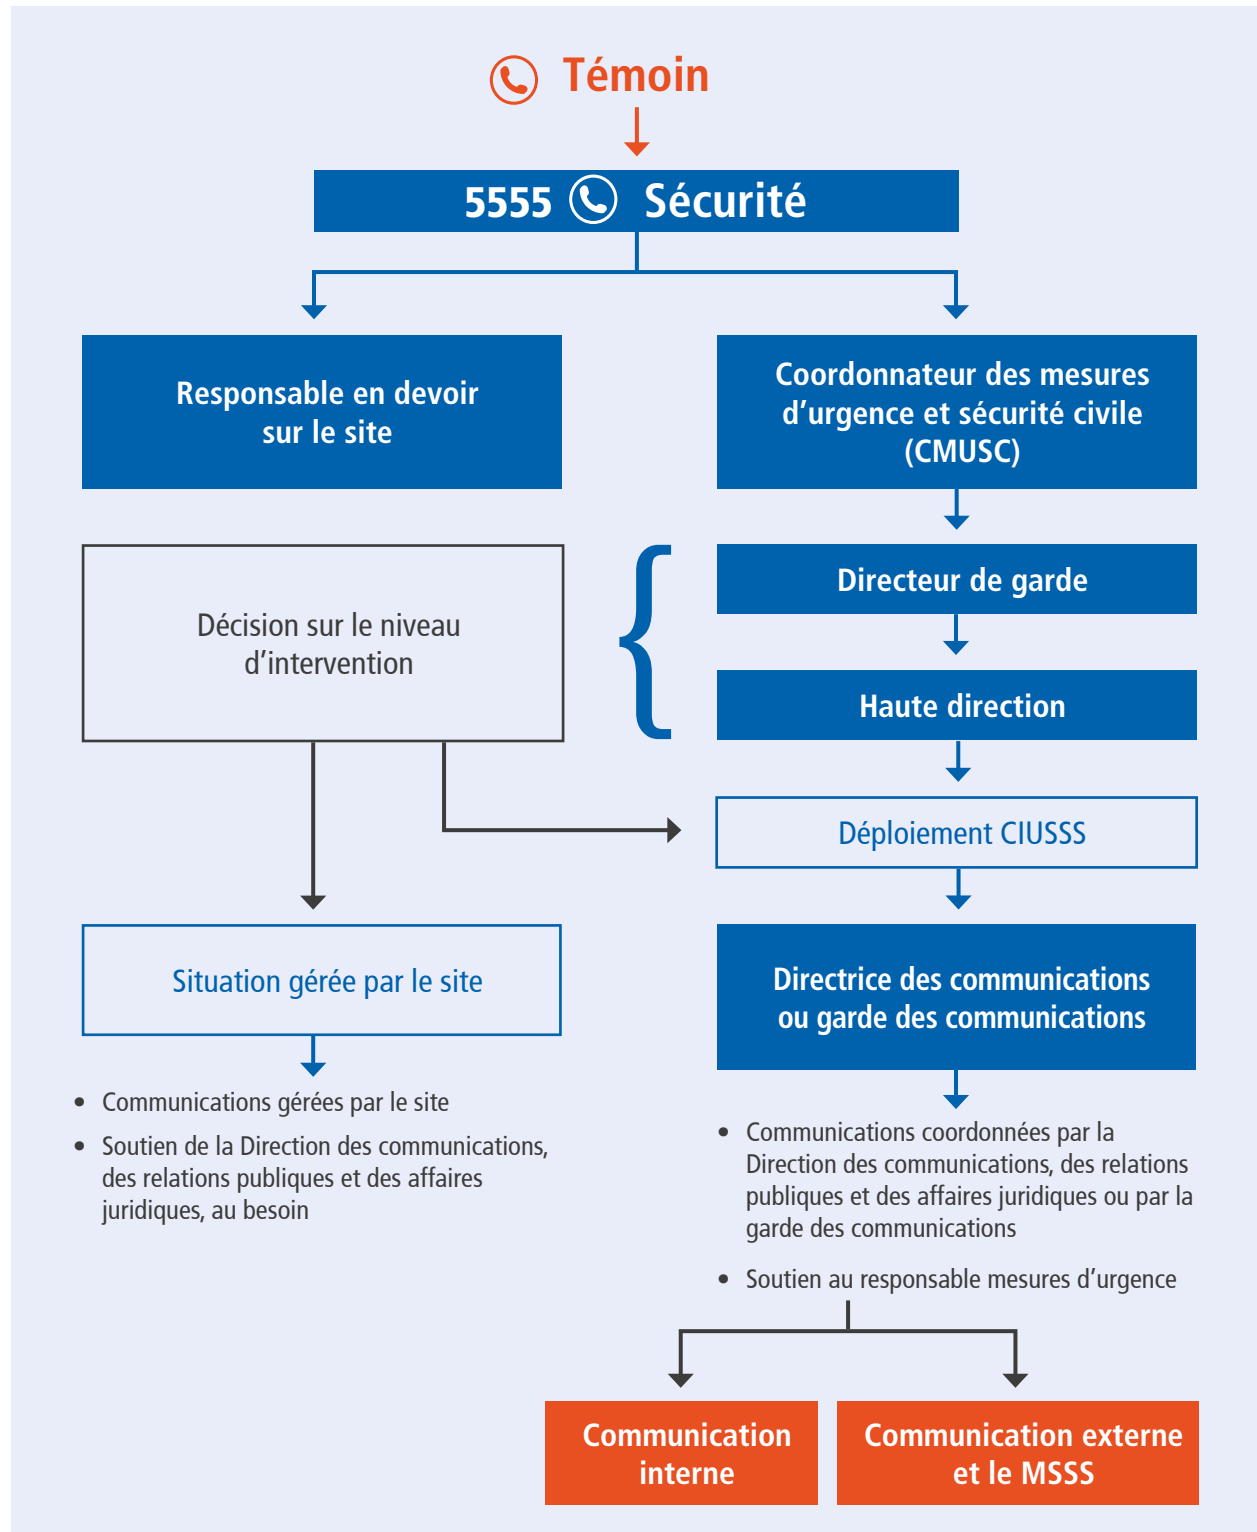 Témoin
5555 Sécurité
Responsable en devoir
sur le site
Coordonnateur des mesures
d’urgence et sécurité civile
(CMUSC)
Directeur de garde
Décision sur le niveau
d’intervention
Haute direction
Déploiement CIUSSS
Situation gérée par le site
Directrice des communications
ou garde des communications
• Communications gérées par le site
• Soutien de la Direction des communications,
des relations publiques et des affaires
juridiques, au besoin
• Communications coordonnées par la
Direction des communications, des relations
publiques et des affaires juridiques ou par la
garde des communications
• Soutien au responsable mesures d’urgence
Communication
interne
Communication externe
et le MSSS